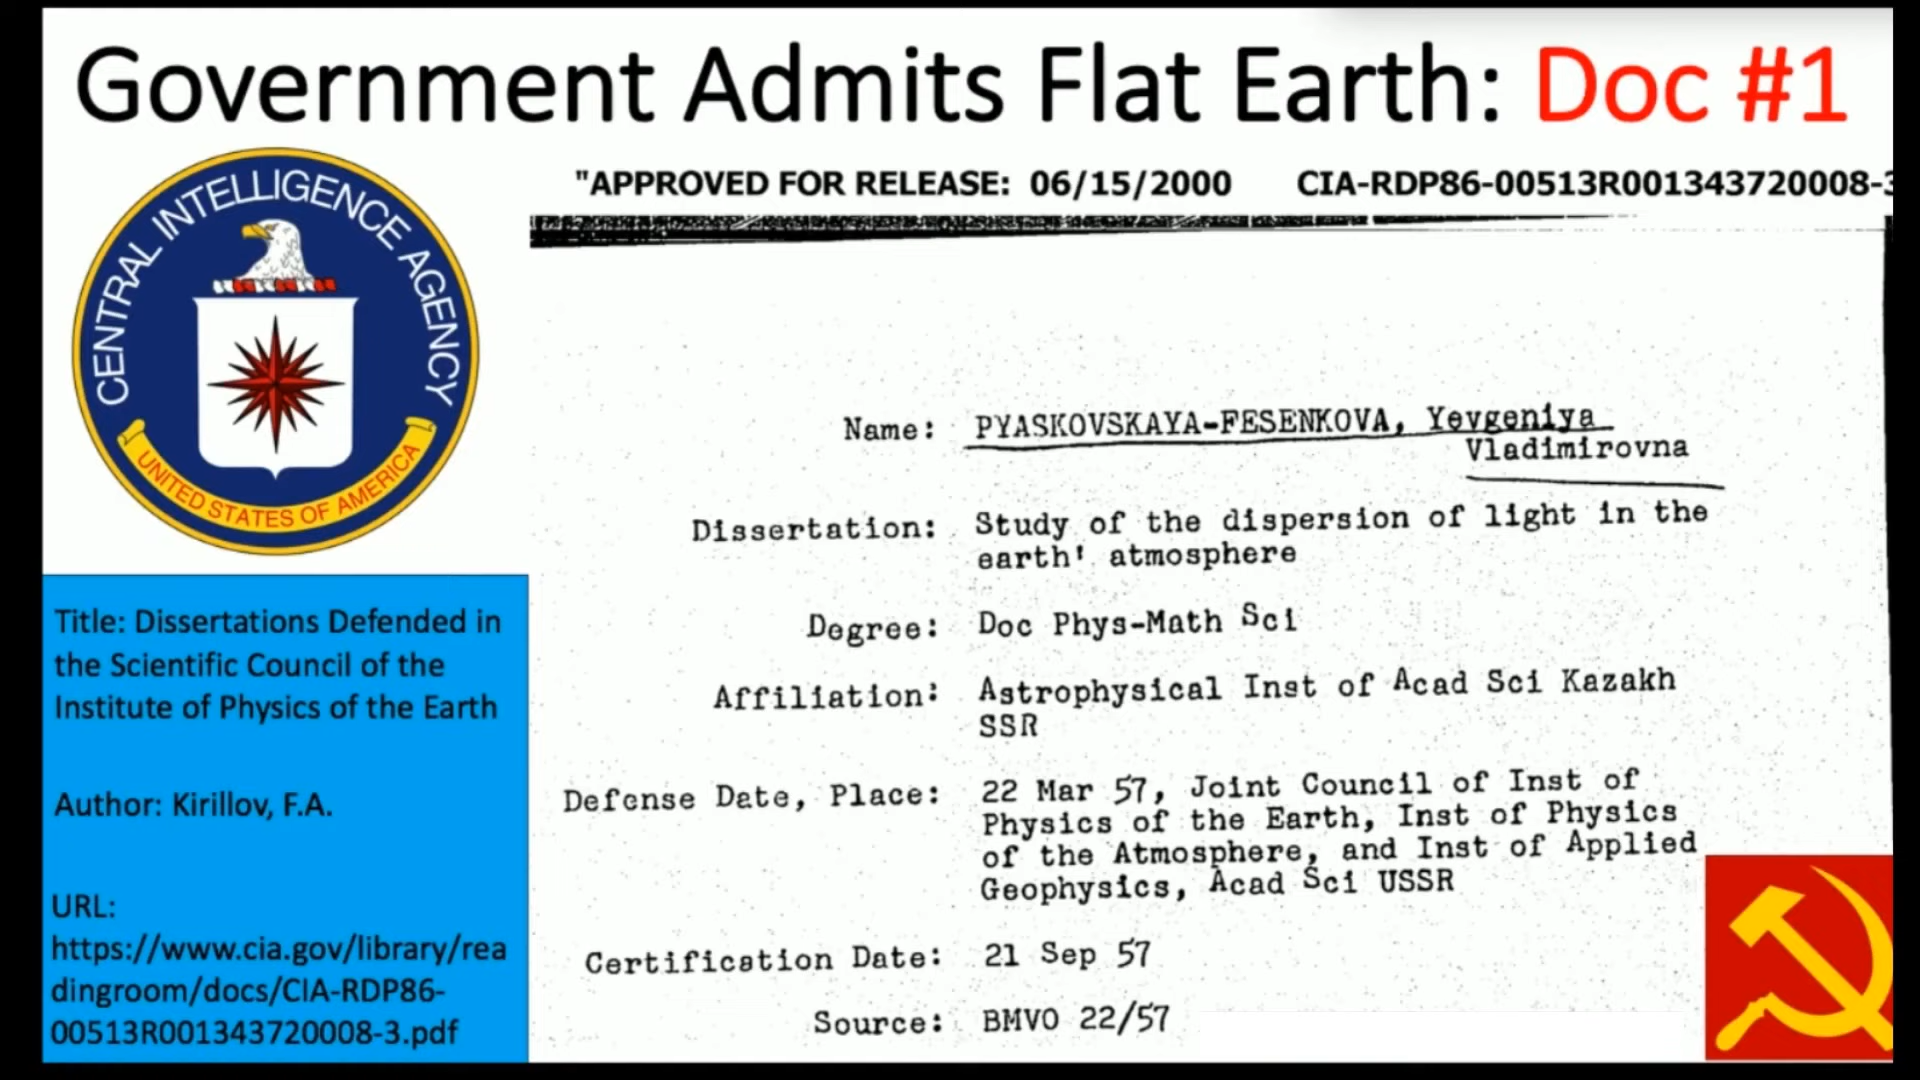 Government Admits Flat Earth: Doc #1
CENTRAL INTELLIGENCE AGENCY
UNITED STATES OF AMERICA
"APPROVED FOR RELEASE: 06/15/2000 CIA-RDP86-00513R001343720008-3
Name: PYASKOVSKAYA-FESENKOVA, Yevgeniya
Vladimirovna
Dissertation: Study of the dispersion of light in the
earth' atmosphere
Degree: Doc Phys-Math Sci
Affiliation: Astrophysical Inst of Acad Sci Kazakh
SSR
Defense Date, Place: 22 Mar 57, Joint Council of Inst of
Physics of the Earth, Inst of Physics
of the Atmosphere, and Inst of Applied
Geophysics, Acad Sci USSR
Certification Date: 21 Sep 57
Source: BMVO 22/57
Title: Dissertations Defended in
the Scientific Council of the
Institute of Physics of the Earth
Author: Kirillov, F.A.
URL:
https://www.cia.gov/library/rea
dingroom/docs/CIA-RDP86-
00513R001343720008-3.pdf